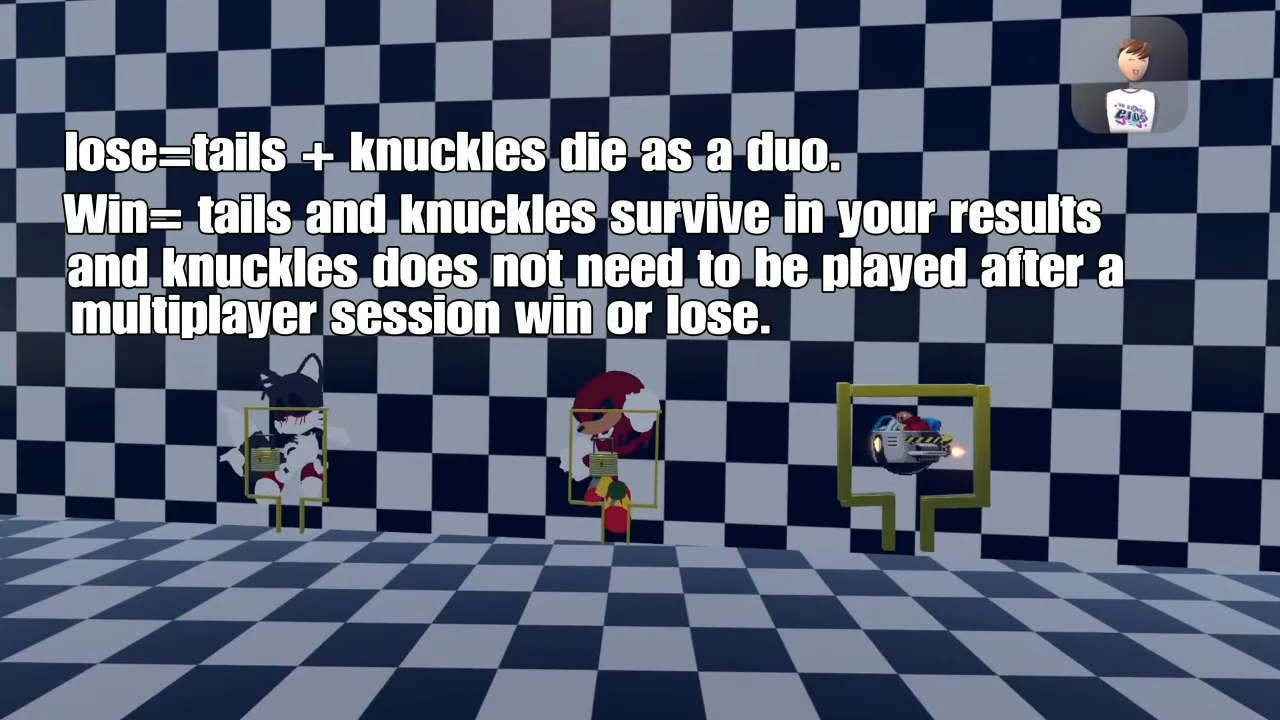 lose=tails + knuckles die as a duo.
Win= tails and knuckles survive in your results
and knuckles does not need to be played after a
multiplayer session win or lose.